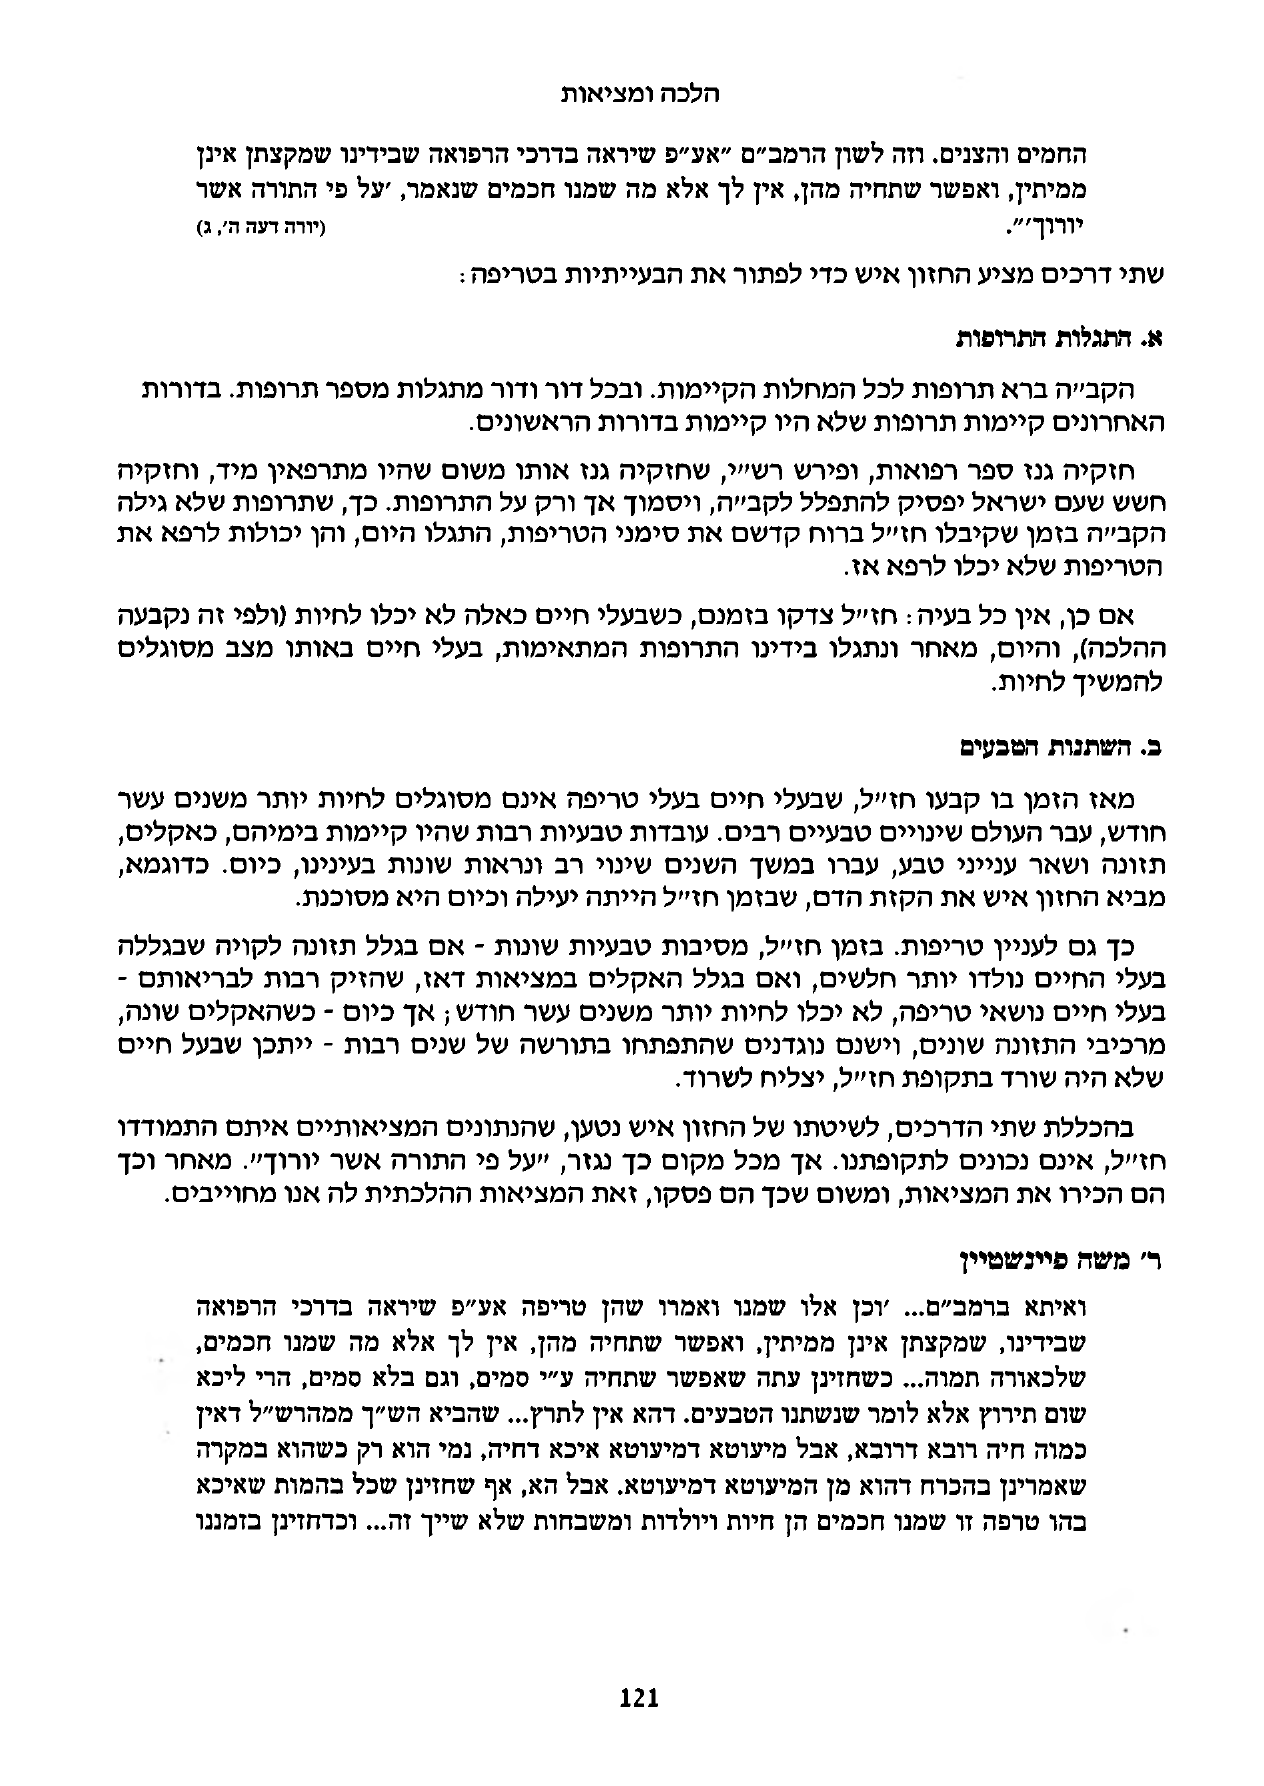 הלכה ומציאות
החמים והצנים. וזה לשון הרמב״ם ״אע״פ שיראה בדרכי הרפואה שבידינו שמקצתן אינן
ממיתין, ואפשר שתחיה מהן, אין לך אלא מה שמנו חכמים שנאמר, ׳על פי התורה אשר
יורוך׳״. (יורה דעה ה׳, ג)
שתי דרכים מציע החזון איש כדי לפתור את הבעייתיות בטריפה:
א. התגלות התרופות
הקב״ה ברא תרופות לכל המחלות הקיימות. ובכל דור ודור מתגלות מספר תרופות. בדורות
האחרונים קיימות תרופות שלא היו קיימות בדורות הראשונים.
חזקיה גנז ספר רפואות, ופירש רש״י, שחזקיה גנז אותו משום שהיו מתרפאין מיד, וחזקיה
חשש שעם ישראל יפסיק להתפלל לקב״ה, ויסמוך אך ורק על התרופות. כך, שתרופות שלא גילה
הקב״ה בזמן שקיבלו חז״ל ברוח קדשם את סימני הטריפות, התגלו היום, והן יכולות לרפא את
הטריפות שלא יכלו לרפא אז.
אם כן, אין כל בעיה: חז״ל צדקו בזמנם, כשבעלי חיים כאלה לא יכלו לחיות (ולפי זה נקבעה
ההלכה), והיום, מאחר ונתגלו בידינו התרופות המתאימות, בעלי חיים באותו מצב מסוגלים
להמשיך לחיות.
ב. השתנות הטבעים
מאז הזמן בו קבעו חז״ל, שבעלי חיים בעלי טריפה אינם מסוגלים לחיות יותר משנים עשר
חודש, עבר העולם שינויים טבעיים רבים. עובדות טבעיות רבות שהיו קיימות בימיהם, כאקלים,
תזונה ושאר ענייני טבע, עברו במשך השנים שינוי רב ונראות שונות בעינינו, כיום. כדוגמא,
מביא החזון איש את הקזת הדם, שבזמן חז״ל הייתה יעילה וכיום היא מסוכנת.
כך גם לעניין טריפות. בזמן חז״ל, מסיבות טבעיות שונות - אם בגלל תזונה לקויה שבגללה
בעלי החיים נולדו יותר חלשים, ואם בגלל האקלים במציאות דאז, שהזיק רבות לבריאותם -
בעלי חיים נושאי טריפה, לא יכלו לחיות יותר משנים עשר חודש; אך כיום - כשהאקלים שונה,
מרכיבי התזונה שונים, וישנם נוגדנים שהתפתחו בתורשה של שנים רבות - ייתכן שבעל חיים
שלא היה שורד בתקופת חז״ל, יצליח לשרוד.
בהכללת שתי הדרכים, לשיטתו של החזון איש נטען, שהנתונים המציאותיים איתם התמודדו
חז״ל, אינם נכונים לתקופתנו. אך מכל מקום כך נגזר, ״על פי התורה אשר יורוך״. מאחר וכך
הם הכירו את המציאות, ומשום שכך הם פסקו, זאת המציאות ההלכתית לה אנו מחוייבים.
ר׳ משה פיינשטיין
ואיתא ברמב״ם... ׳וכן אלו שמנו ואמרו שהן טריפה אע״פ שיראה בדרכי הרפואה
שבידינו, שמקצתן אינן ממיתין, ואפשר שתחיה מהן, אין לך אלא מה שמנו חכמים,
שלכאורה תמוה... כשחזינן עתה שאפשר שתחיה ע״י סמים, וגם בלא סמים, הרי ליכא
שום תירוץ אלא לומר שנשתנו הטבעים. דהא אין לתרץ... שהביא הש״ך ממהרש״ל דאין
כמוה חיה רובא דרובא, אבל מיעוטא דמיעוטא איכא דחיה, נמי הוא רק כשהוא במקרה
שאמרינן בהכרח דהוא מן המיעוטא דמיעוטא. אבל הא, אף שחזינן שכל בהמות שאיכא
בהו טרפה זו שמנו חכמים הן חיות ויולדות ומשבחות שלא שייך זה... וכדחזינן בזמננו
121